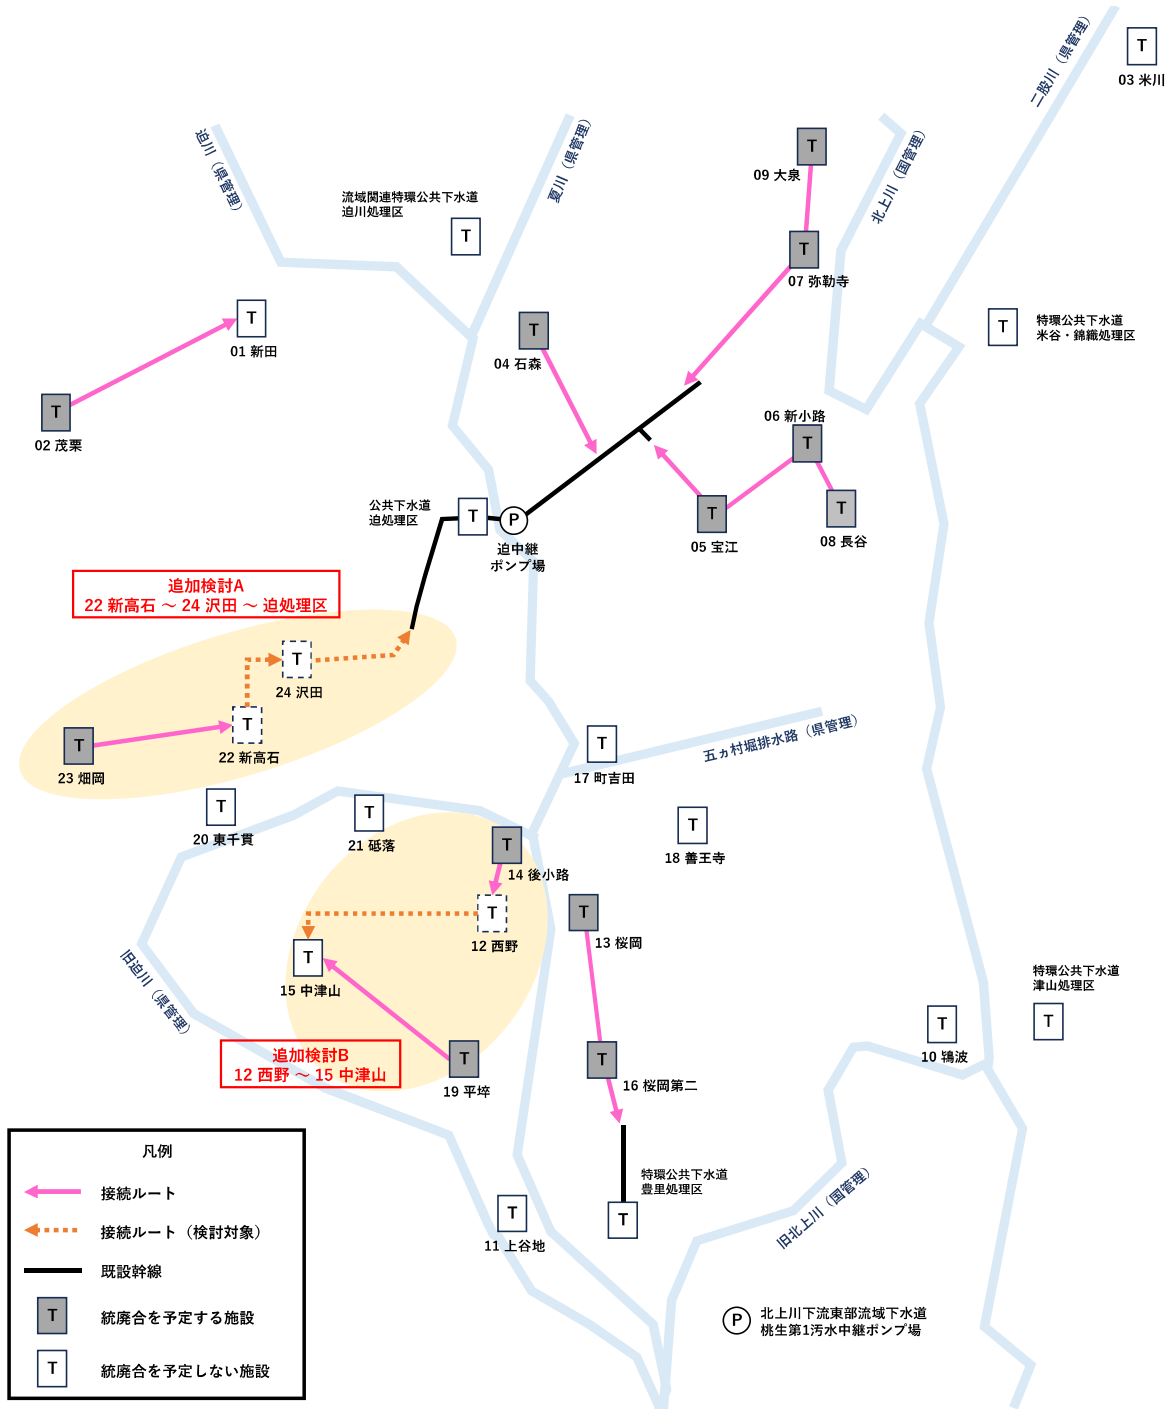 二股川（県管理）
T
03 米川
迫川（県管理）
夏川（県管理）
北上川（国管理）
T
09 大泉
流域関連特環公共下水道
迫川処理区
T
T
07 弥勒寺
T
01 新田
T
04 石森
T
特環公共下水道
米谷・錦織処理区
T
02 茂栗
06 新小路
T
T
08 長谷
T
05 宝江
公共下水道
迫処理区
T
P
迫中継
ポンプ場
追加検討A
22 新高石 ～ 24 沢田 ～ 迫処理区
T
24 沢田
T
22 新高石
T
23 畑岡
T
17 町吉田
五ヵ村堀排水路（県管理）
T
20 東千貫
T
21 砥落
T
18 善王寺
T
14 後小路
T
12 西野
T
13 桜岡
T
15 中津山
旧迫川（県管理）
特環公共下水道
津山処理区
T
T
10 鴇波
追加検討B
12 西野 ～ 15 中津山
T
19 平埣
T
16 桜岡第二
特環公共下水道
豊里処理区
T
T
11 上谷地
旧北上川（国管理）
P
北上川下流東部流域下水道
桃生第1汚水中継ポンプ場
凡例
接続ルート
接続ルート（検討対象）
既設幹線
T
統廃合を予定する施設
T
統廃合を予定しない施設